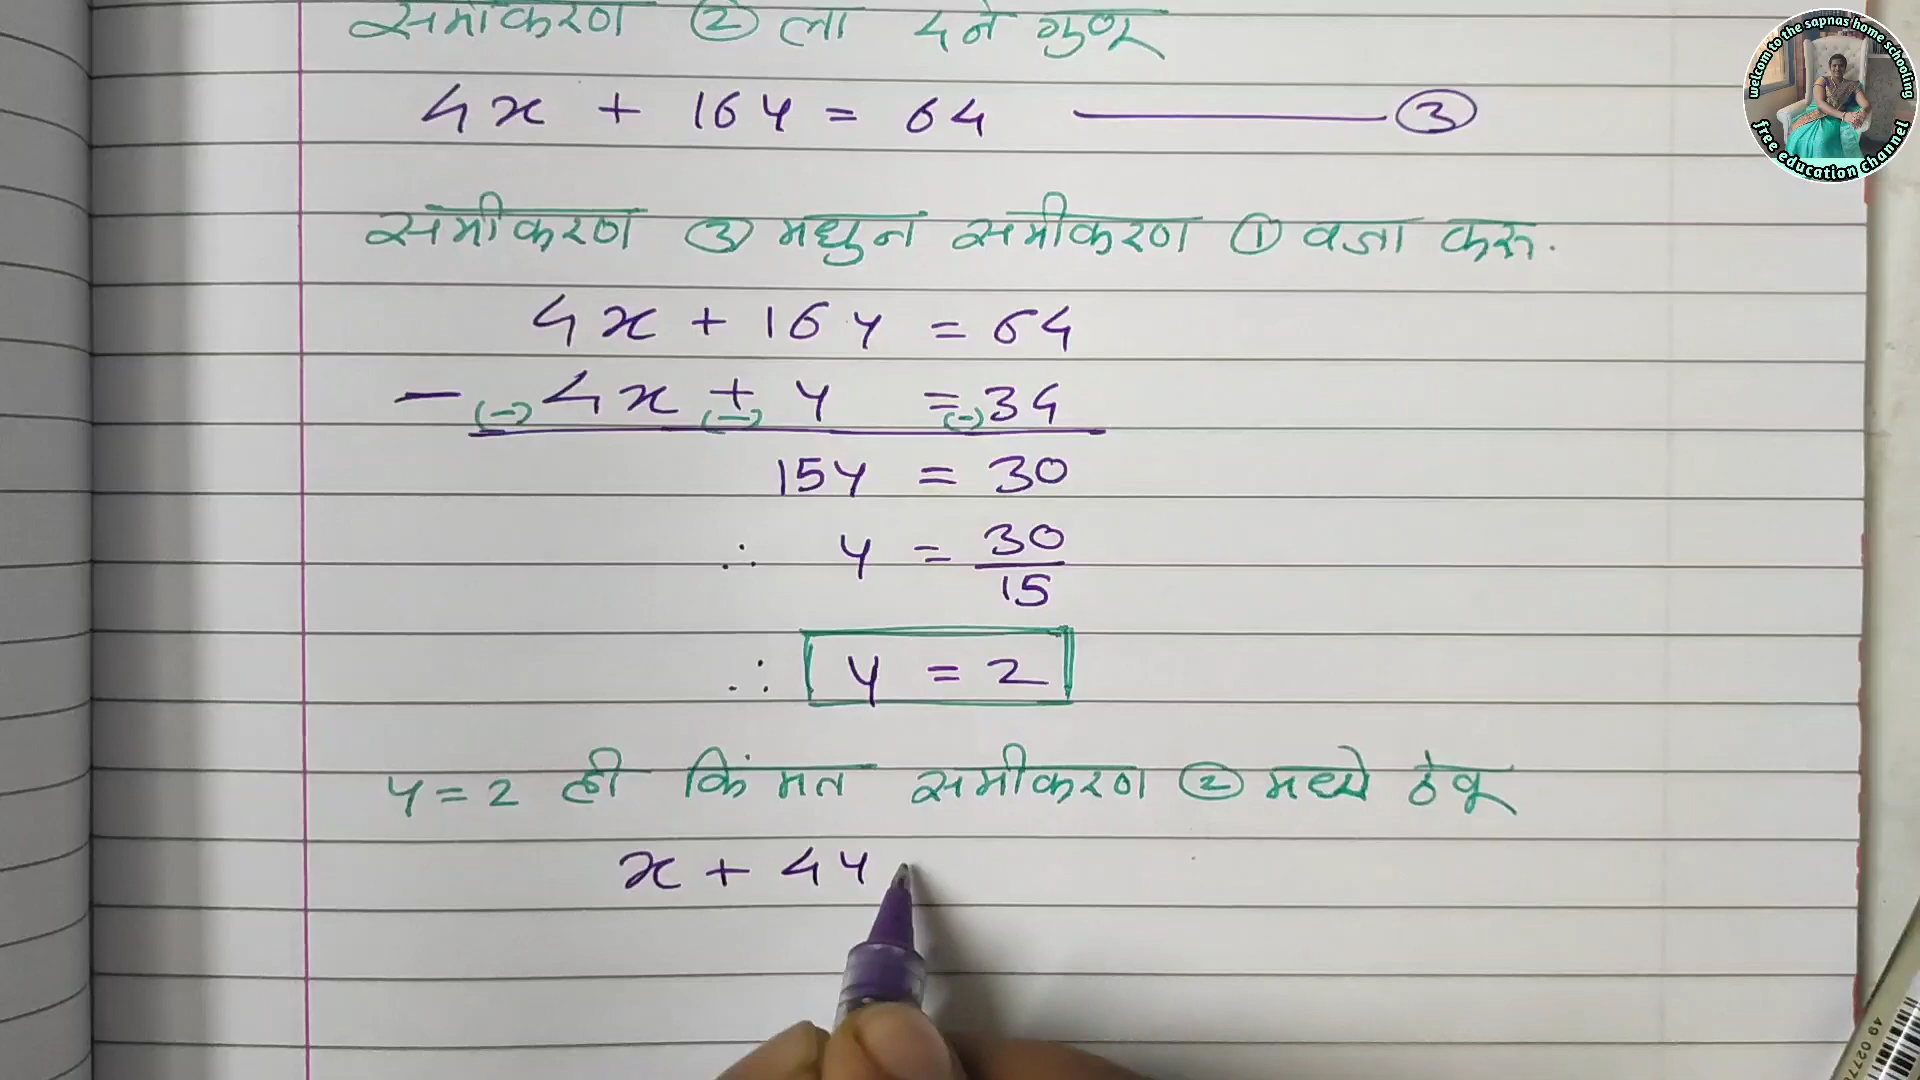 समीकरण ② ला 4 ने गुणू
4x + 16y = 64 ——— ③
समीकरण ③ मधुन समीकरण ① वजा करू.
4x + 16y = 64
- 4x + y = 34
(-) (-) (-)
15y = 30
∴ y = 30/15
∴ y = 2
y = 2 ही किंमत समीकरण ② मध्ये ठेवू
x + 4y
welcom to the sapnas home schooling
free education channel